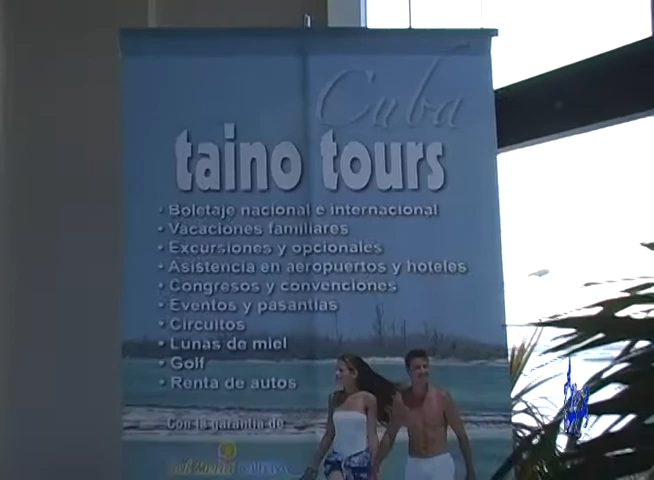 Cuba
taino tours
• Boletaje nacional e internacional
• Vacaciones familiares
• Excursiones y opcionales
• Asistencia en aeropuertos y hoteles
• Congresos y convenciones
• Eventos y pasantías
• Circuitos
• Lunas de miel
• Golf
• Renta de autos
Con la garantía de